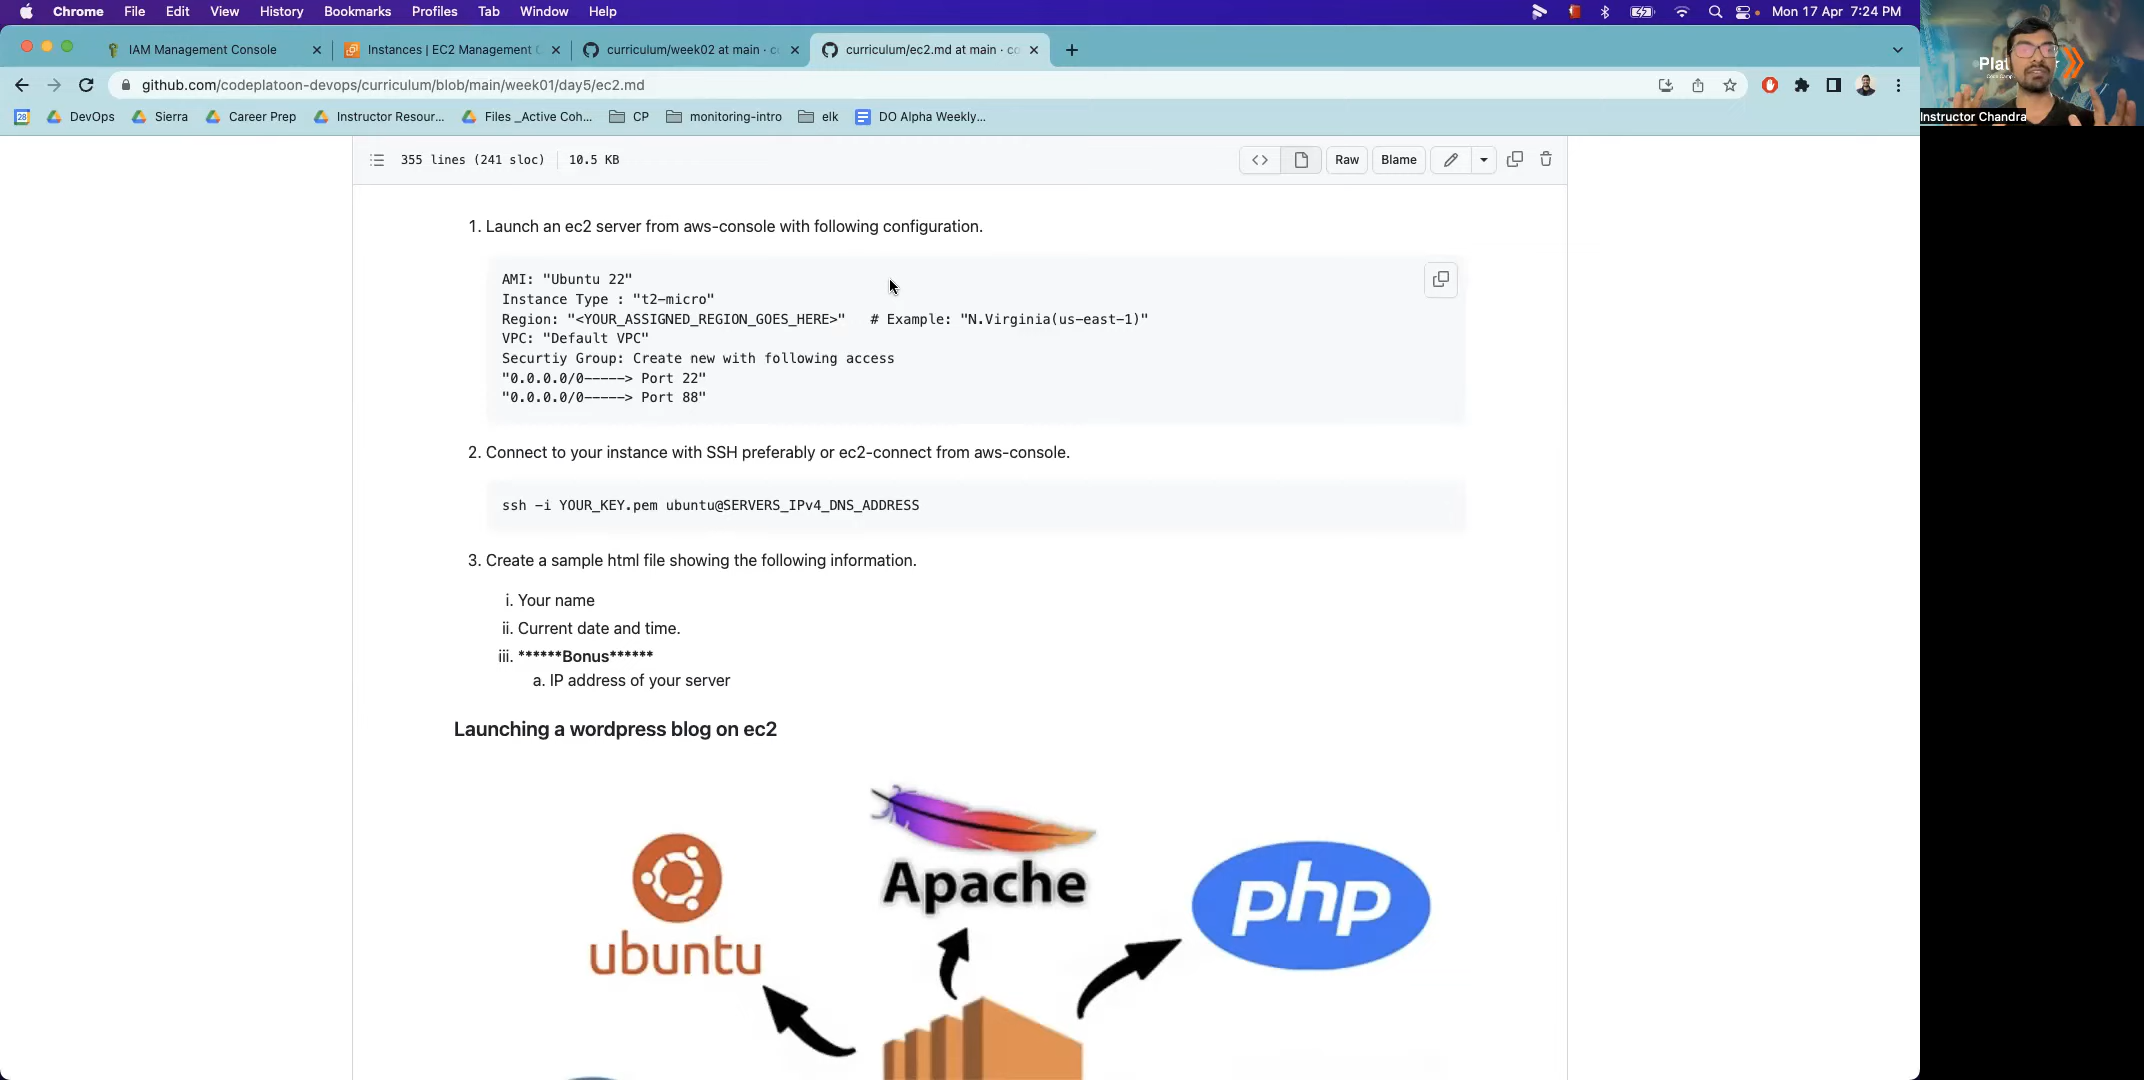 Chrome File Edit View History Bookmarks Profiles Tab Window Help Mon 17 Apr 7:24 PM
IAM Management Console
Instances | EC2 Management
curriculum/week02 at main ·
curriculum/ec2.md at main · co
github.com/codeplatoon-devops/curriculum/blob/main/week01/day5/ec2.md
28 DevOps Sierra Career Prep Instructor Resour... Files _Active Coh... CP monitoring-intro elk DO Alpha Weekly...
Instructor Chandra
355 lines (241 sloc) 10.5 KB Raw Blame
1. Launch an ec2 server from aws-console with following configuration.
AMI: "Ubuntu 22"
Instance Type : "t2-micro"
Region: "<YOUR_ASSIGNED_REGION_GOES_HERE>" # Example: "N.Virginia(us-east-1)"
VPC: "Default VPC"
Securtiy Group: Create new with following access
"0.0.0.0/0-----> Port 22"
"0.0.0.0/0-----> Port 88"
2. Connect to your instance with SSH preferably or ec2-connect from aws-console.
ssh -i YOUR_KEY.pem ubuntu@SERVERS_IPv4_DNS_ADDRESS
3. Create a sample html file showing the following information.
i. Your name
ii. Current date and time.
iii. ******Bonus******
a. IP address of your server
Launching a wordpress blog on ec2
Apache
php
ubuntu